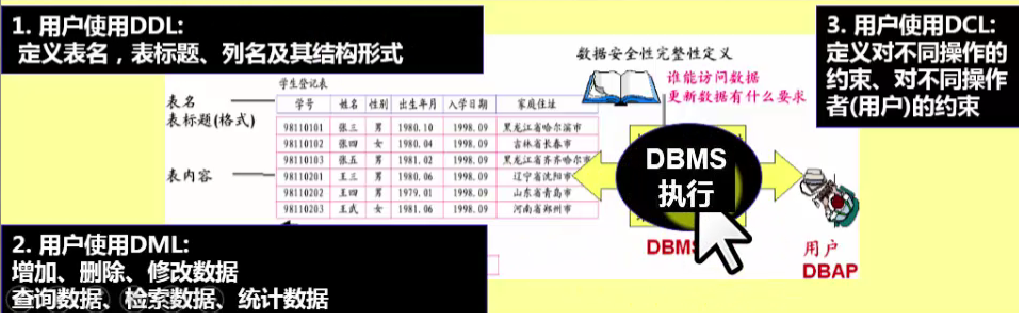 1. 用户使用DDL:
定义表名，表标题、列名及其结构形式
3. 用户使用DCL:
定义对不同操作的
约束、对不同操作
者(用户)的约束
数据安全性完整性定义
谁能访问数据
更新数据有什么要求
学生登记表
表名
表标题(格式)
表内容
学号 姓名 性别 出生年月 入学日期 家庭住址
98110101 张三 男 1980.10 1998.09 黑龙江省哈尔滨市
98110102 张四 女 1980.04 1998.09 吉林省长春市
98110103 张五 男 1981.02 1998.09 黑龙江省齐齐哈尔市
98110201 王三 男 1980.06 1998.09 辽宁省沈阳市
98110202 王四 男 1979.01 1998.09 山东省青岛市
98110203 王武 女 1981.06 1998.09 河南省郑州市
DBMS
执行
DBMS
用户
DBAP
2. 用户使用DML:
增加、删除、修改数据
查询数据、检索数据、统计数据